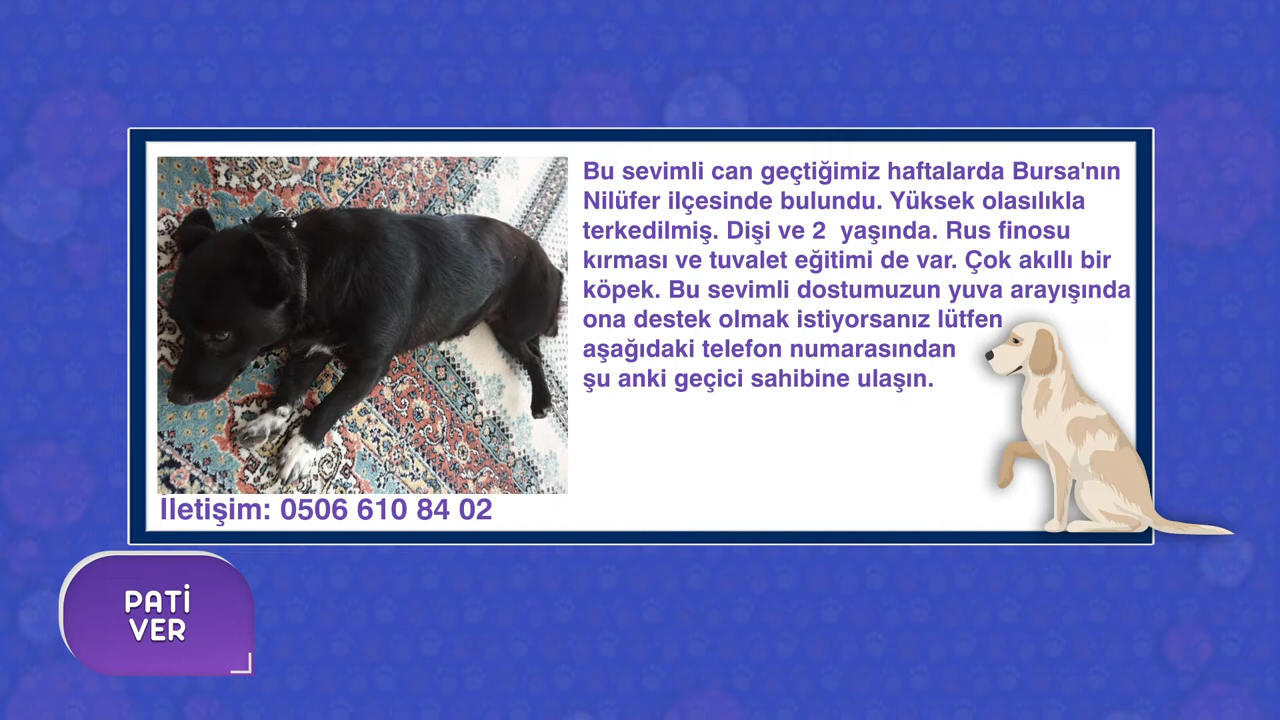 Bu sevimli can geçtiğimiz haftalarda Bursa'nın
Nilüfer ilçesinde bulundu. Yüksek olasılıkla
terkedilmiş. Dişi ve 2  yaşında. Rus finosu
kırması ve tuvalet eğitimi de var. Çok akıllı bir
köpek. Bu sevimli dostumuzun yuva arayışında
ona destek olmak istiyorsanız lütfen
aşağıdaki telefon numarasından
şu anki geçici sahibine ulaşın.
İletişim: 0506 610 84 02
PATİ
VER